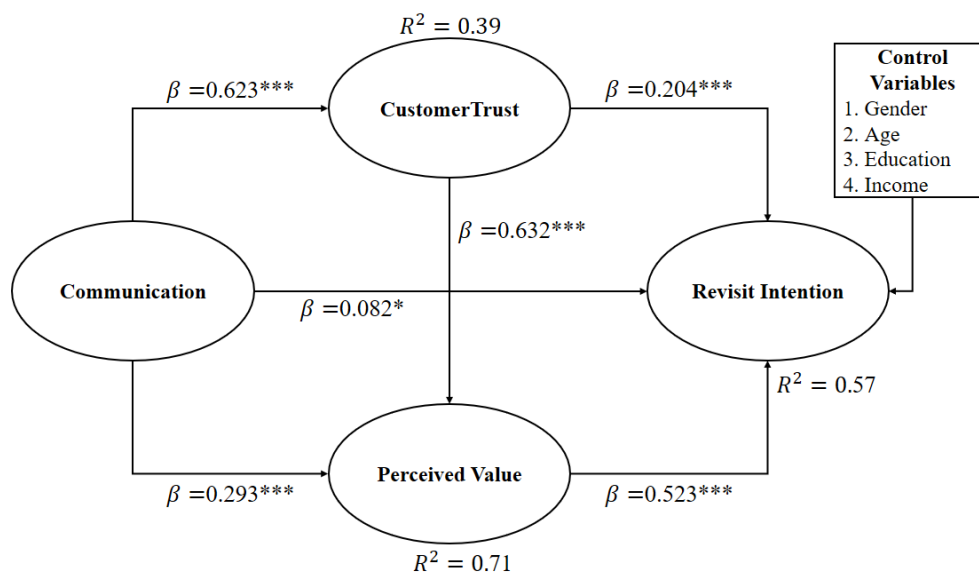 R² = 0.39
β =0.623***
CustomerTrust
β =0.204***
Control
Variables
1. Gender
2. Age
3. Education
4. Income
β =0.632***
Communication
β =0.082*
Revisit Intention
R² = 0.57
β =0.293***
Perceived Value
β =0.523***
R² = 0.71